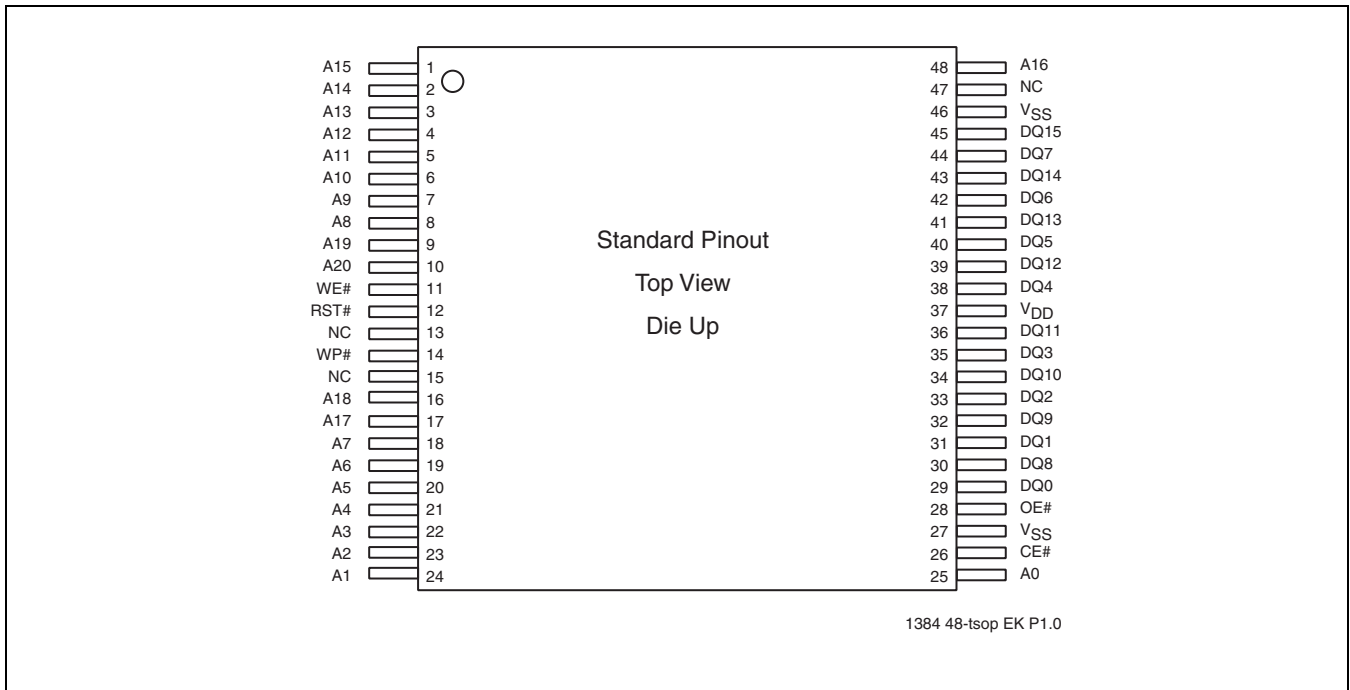 A15 1 48 A16
A14 2 47 NC
A13 3 46 VSS
A12 4 45 DQ15
A11 5 44 DQ7
A10 6 43 DQ14
A9 7 42 DQ6
A8 8 41 DQ13
A19 9 40 DQ5
A20 10 39 DQ12
WE# 11 38 DQ4
RST# 12 37 VDD
NC 13 36 DQ11
WP# 14 35 DQ3
NC 15 34 DQ10
A18 16 33 DQ2
A17 17 32 DQ9
A7 18 31 DQ1
A6 19 30 DQ8
A5 20 29 DQ0
A4 21 28 OE#
A3 22 27 VSS
A2 23 26 CE#
A1 24 25 A0
Standard Pinout
Top View
Die Up
1384 48-tsop EK P1.0